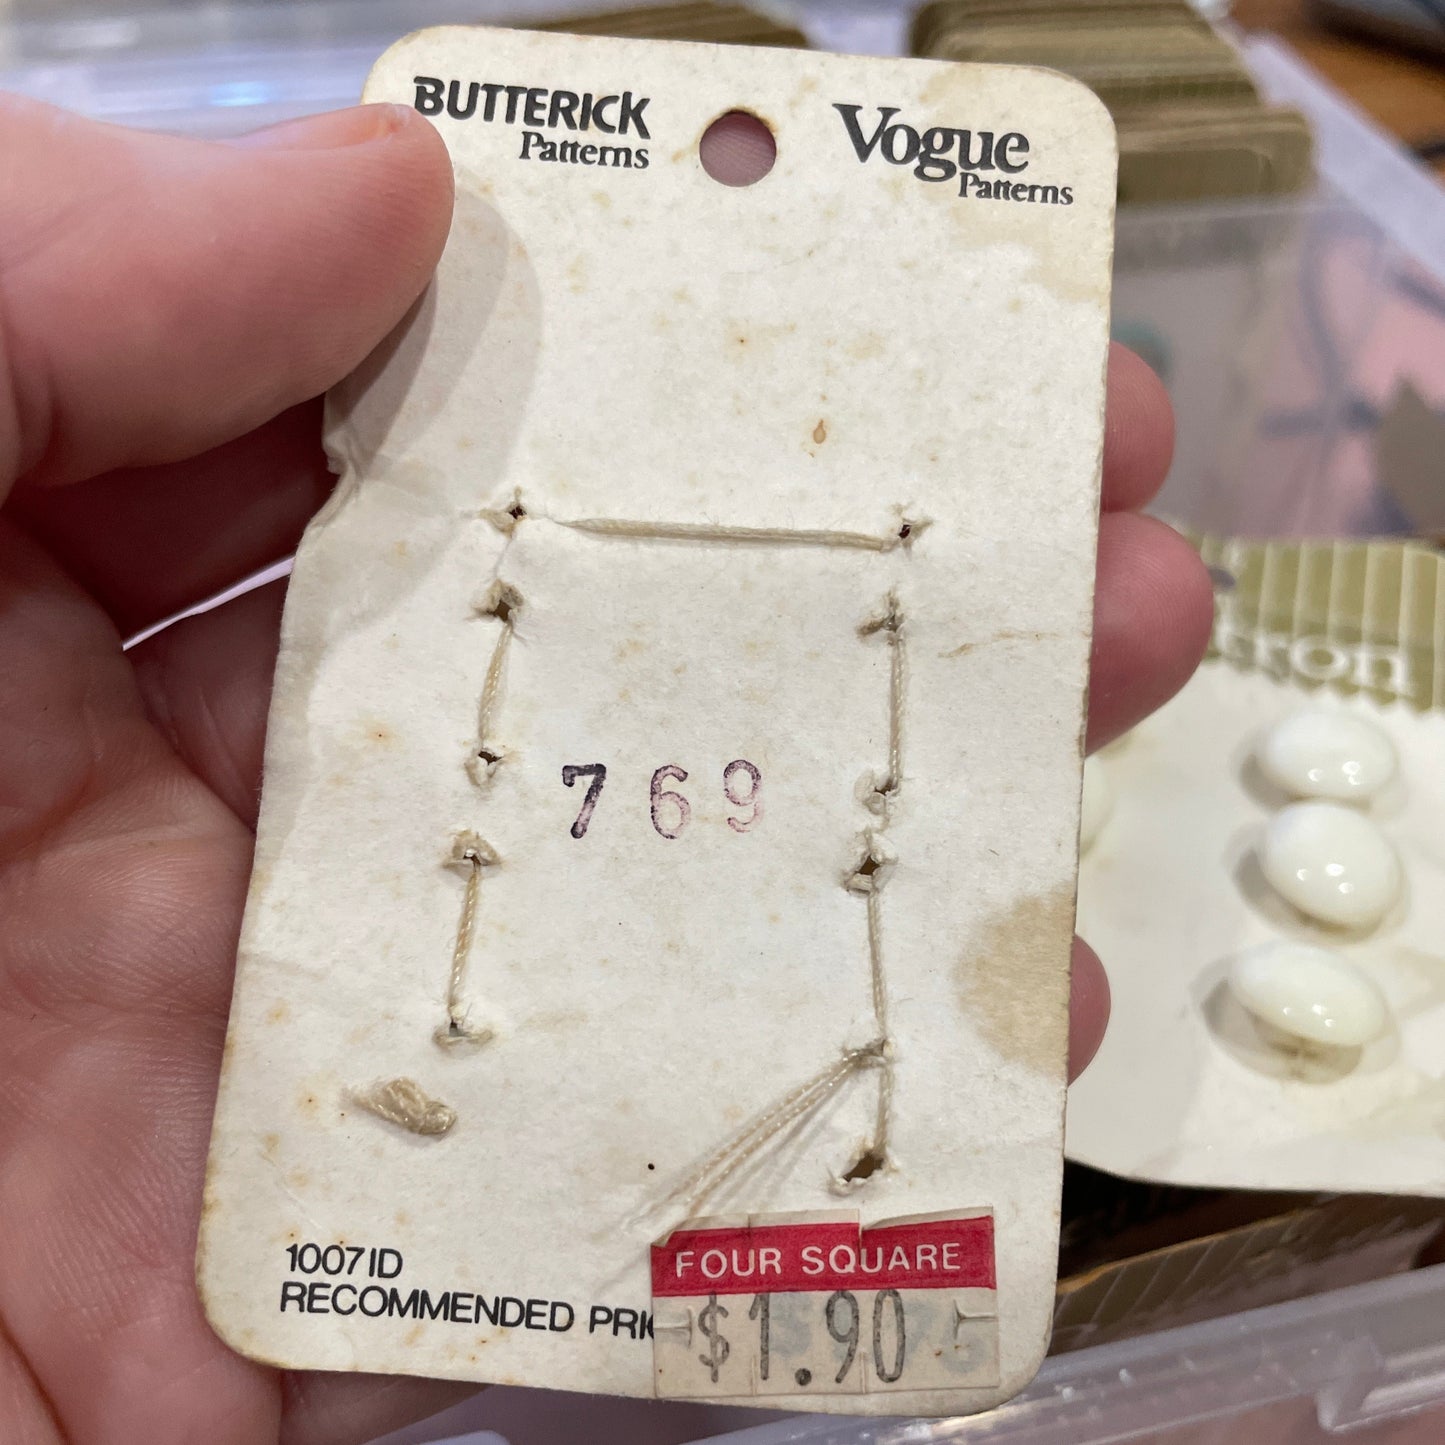 BUTTERICK
Patterns
Vogue
Patterns
769
1007ID
RECOMMENDED PRI
FOUR SQUARE
$1.90